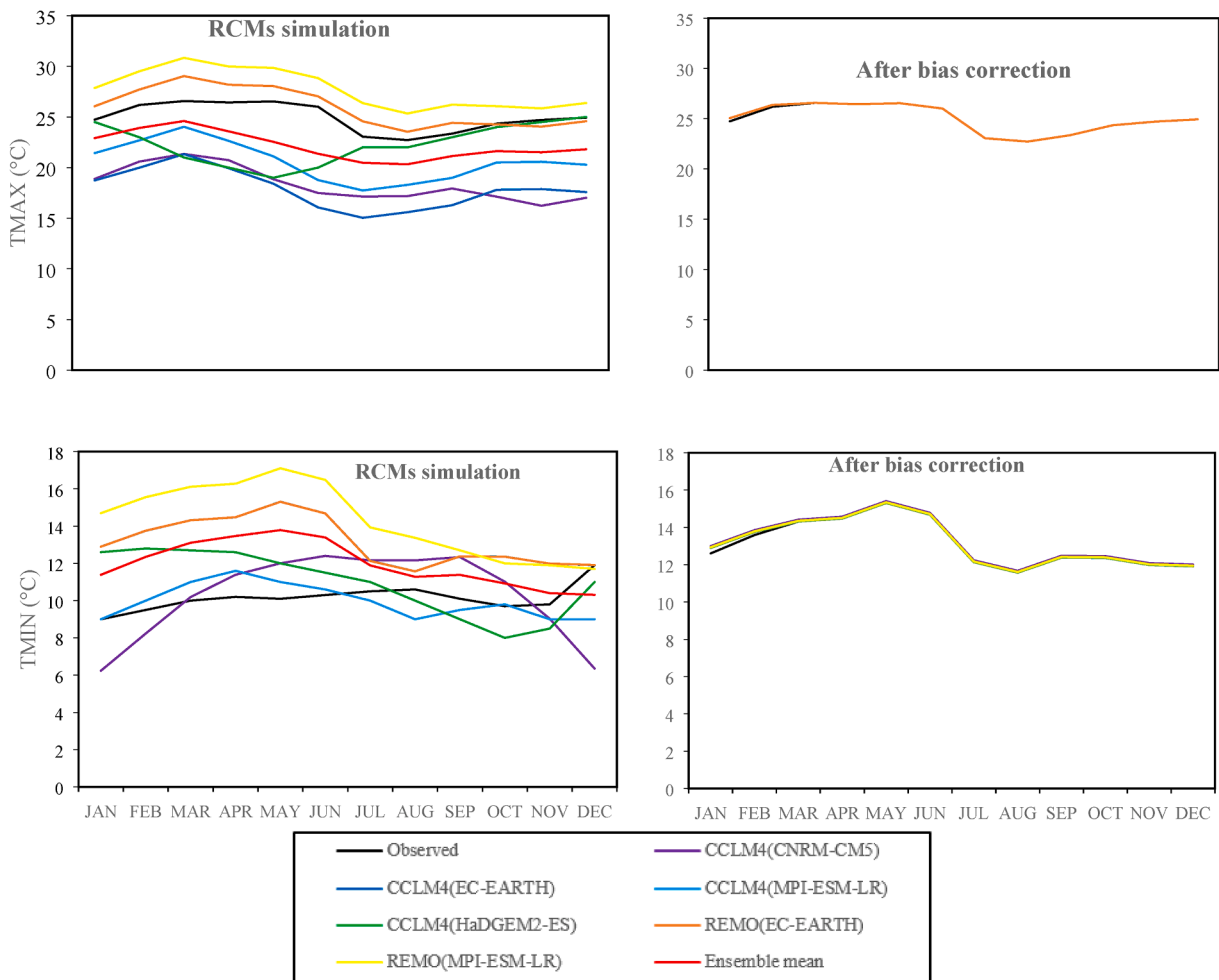 RCMs simulation
35
30
25
20
15
10
5
0
TMAX (°C)
After bias correction
35
30
25
20
15
10
5
0
RCMs simulation
18
16
14
12
10
8
6
4
2
0
TMIN (°C)
JAN FEB MAR APR MAY JUN JUL AUG SEP OCT NOV DEC
After bias correction
18
16
14
12
10
8
6
4
2
0
JAN FEB MAR APR MAY JUN JUL AUG SEP OCT NOV DEC
Observed
CCLM4(CNRM-CM5)
CCLM4(EC-EARTH)
CCLM4(MPI-ESM-LR)
CCLM4(HaDGEM2-ES)
REMO(EC-EARTH)
REMO(MPI-ESM-LR)
Ensemble mean